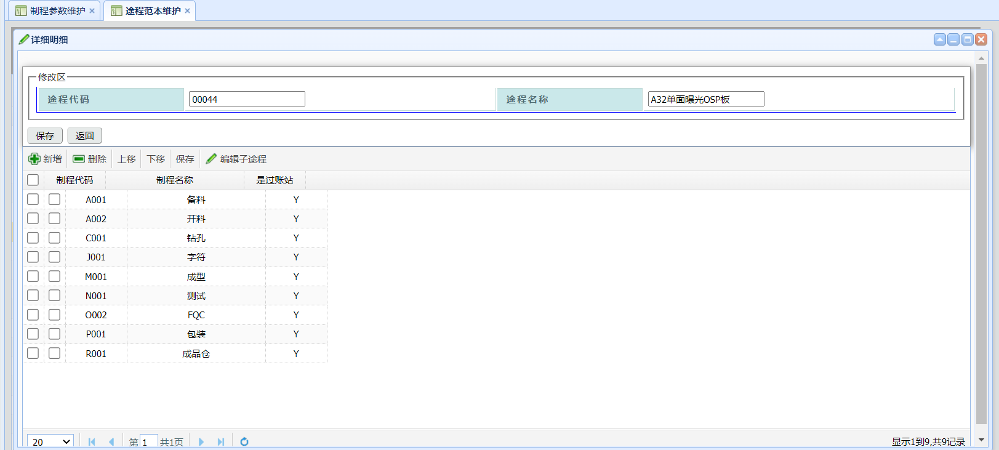 制程参数维护 途程范本维护
详细明细
修改区
途程代码 00044 途程名称 A32单面曝光OSP板
保存 返回
新增 删除 上移 下移 保存 编辑子途程
制程代码 制程名称 是过账站
A001 备料 Y
A002 开料 Y
C001 钻孔 Y
J001 字符 Y
M001 成型 Y
N001 测试 Y
O002 FQC Y
P001 包装 Y
R001 成品仓 Y
20 第 1 共1页 显示1到9,共9记录